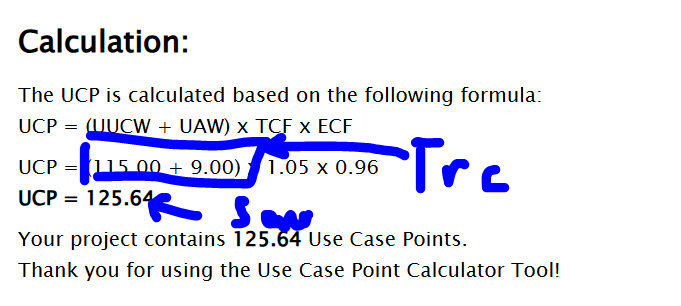 Calculation:
The UCP is calculated based on the following formula:
UCP = (UUCW + UAW) x TCF x ECF
UCP = (115.00 + 9.00) x 1.05 x 0.96
Trc
UCP = 125.64
Your project contains 125.64 Use Case Points.
Thank you for using the Use Case Point Calculator Tool!